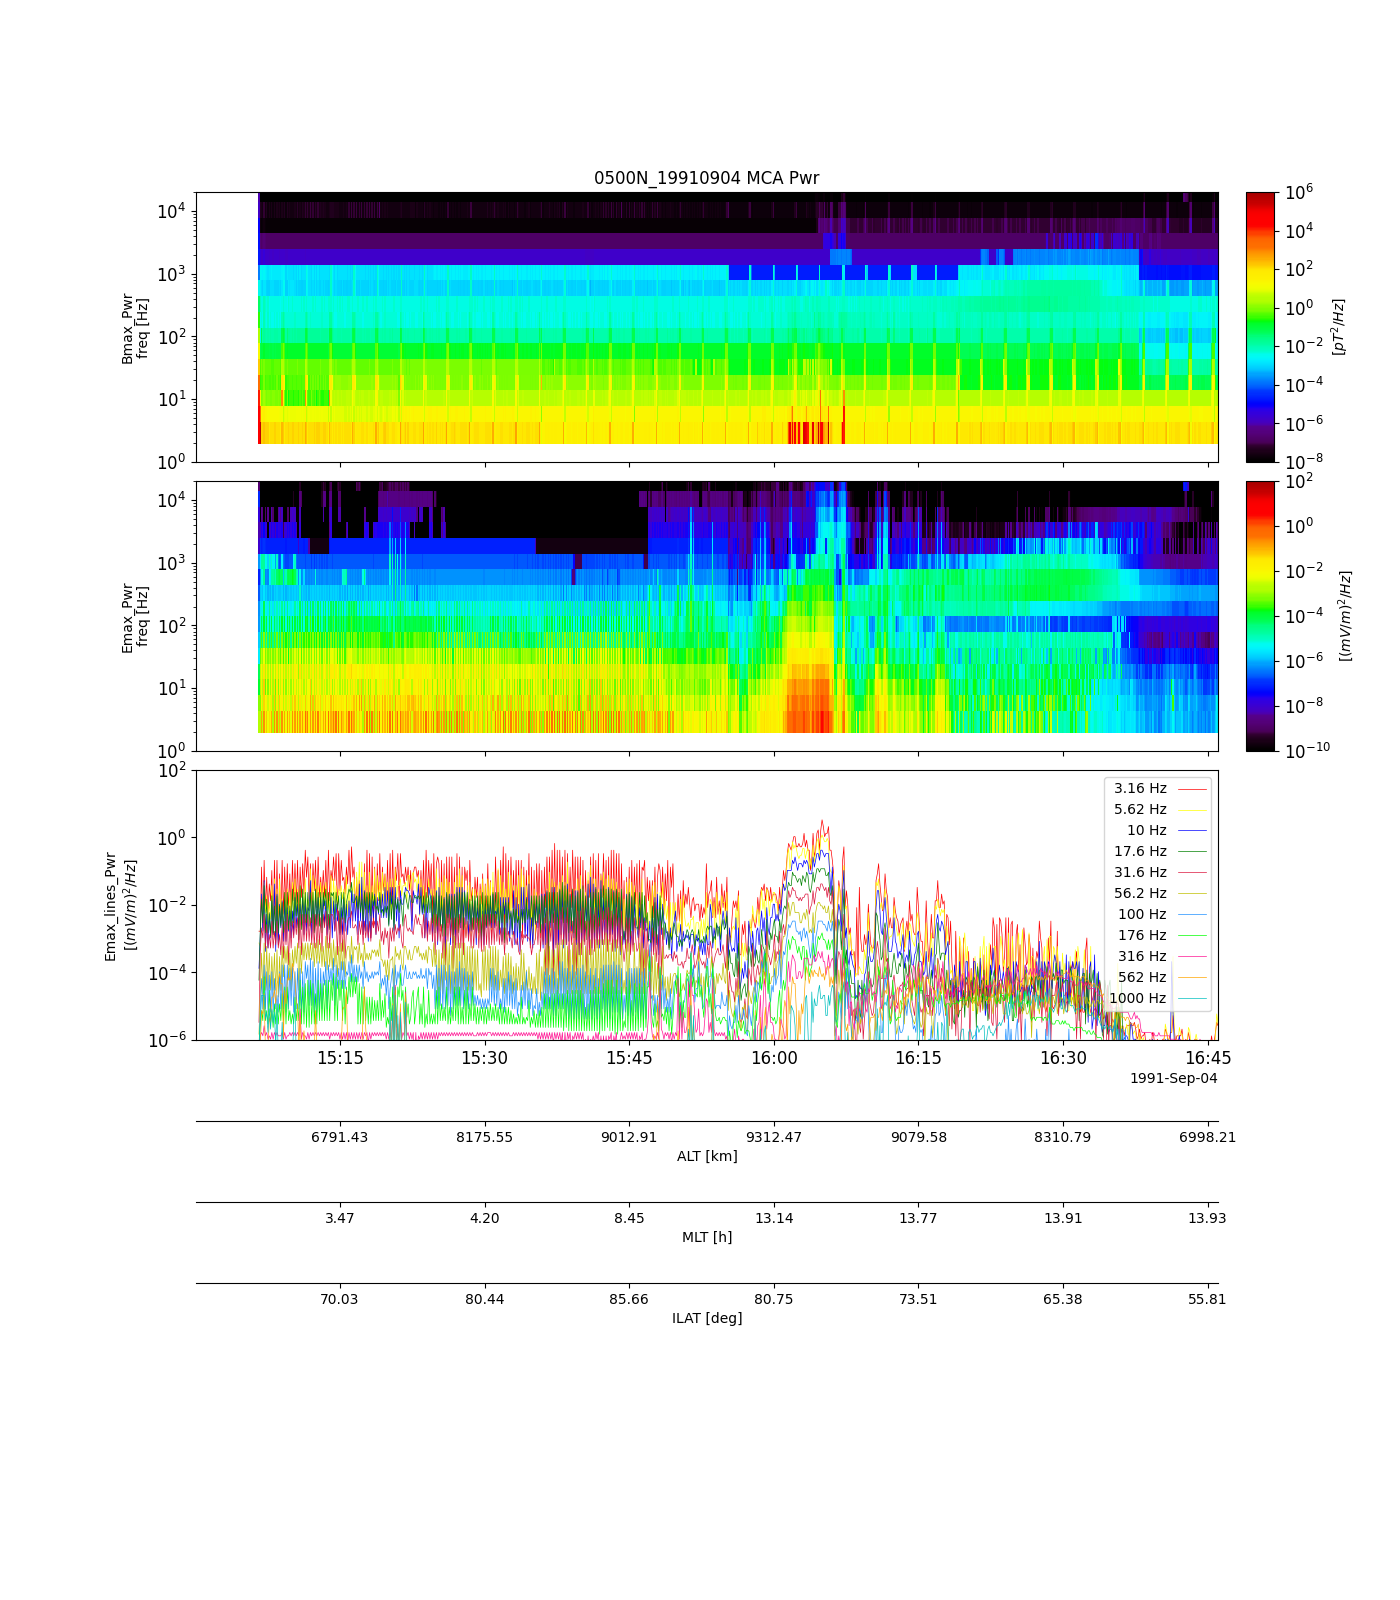 0500N_19910904 MCA Pwr
10^4
10^3
10^2
10^1
10^0
Bmax_Pwr
freq [Hz]
10^6
10^4
10^2
10^0
10^-2
10^-4
10^-6
10^-8
[pT^2/Hz]
10^4
10^3
10^2
10^1
10^0
Emax_Pwr
freq [Hz]
10^2
10^0
10^-2
10^-4
10^-6
10^-8
10^-10
[(mV/m)^2/Hz]
10^2
10^0
10^-2
10^-4
10^-6
Emax_lines_Pwr
[(mV/m)^2/Hz]
3.16 Hz
5.62 Hz
10 Hz
17.6 Hz
31.6 Hz
56.2 Hz
100 Hz
176 Hz
316 Hz
562 Hz
1000 Hz
15:15 15:30 15:45 16:00 16:15 16:30 16:45
1991-Sep-04
6791.43 8175.55 9012.91 9312.47 9079.58 8310.79 6998.21
ALT [km]
3.47 4.20 8.45 13.14 13.77 13.91 13.93
MLT [h]
70.03 80.44 85.66 80.75 73.51 65.38 55.81
ILAT [deg]